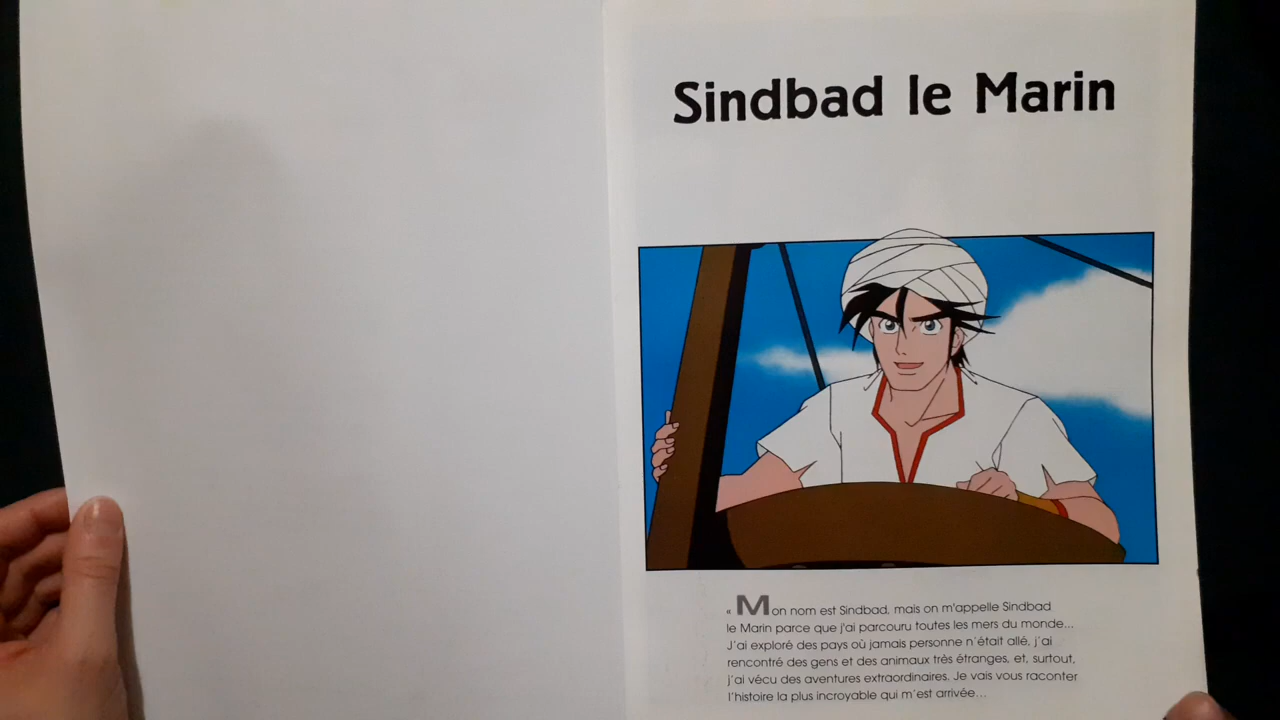 Sindbad le Marin
« Mon nom est Sindbad, mais on m'appelle Sindbad
le Marin parce que j'ai parcouru toutes les mers du monde...
J'ai exploré des pays où jamais personne n'était allé, j'ai
rencontré des gens et des animaux très étranges, et, surtout,
j'ai vécu des aventures extraordinaires. Je vais vous raconter
l'histoire la plus incroyable qui m'est arrivée...